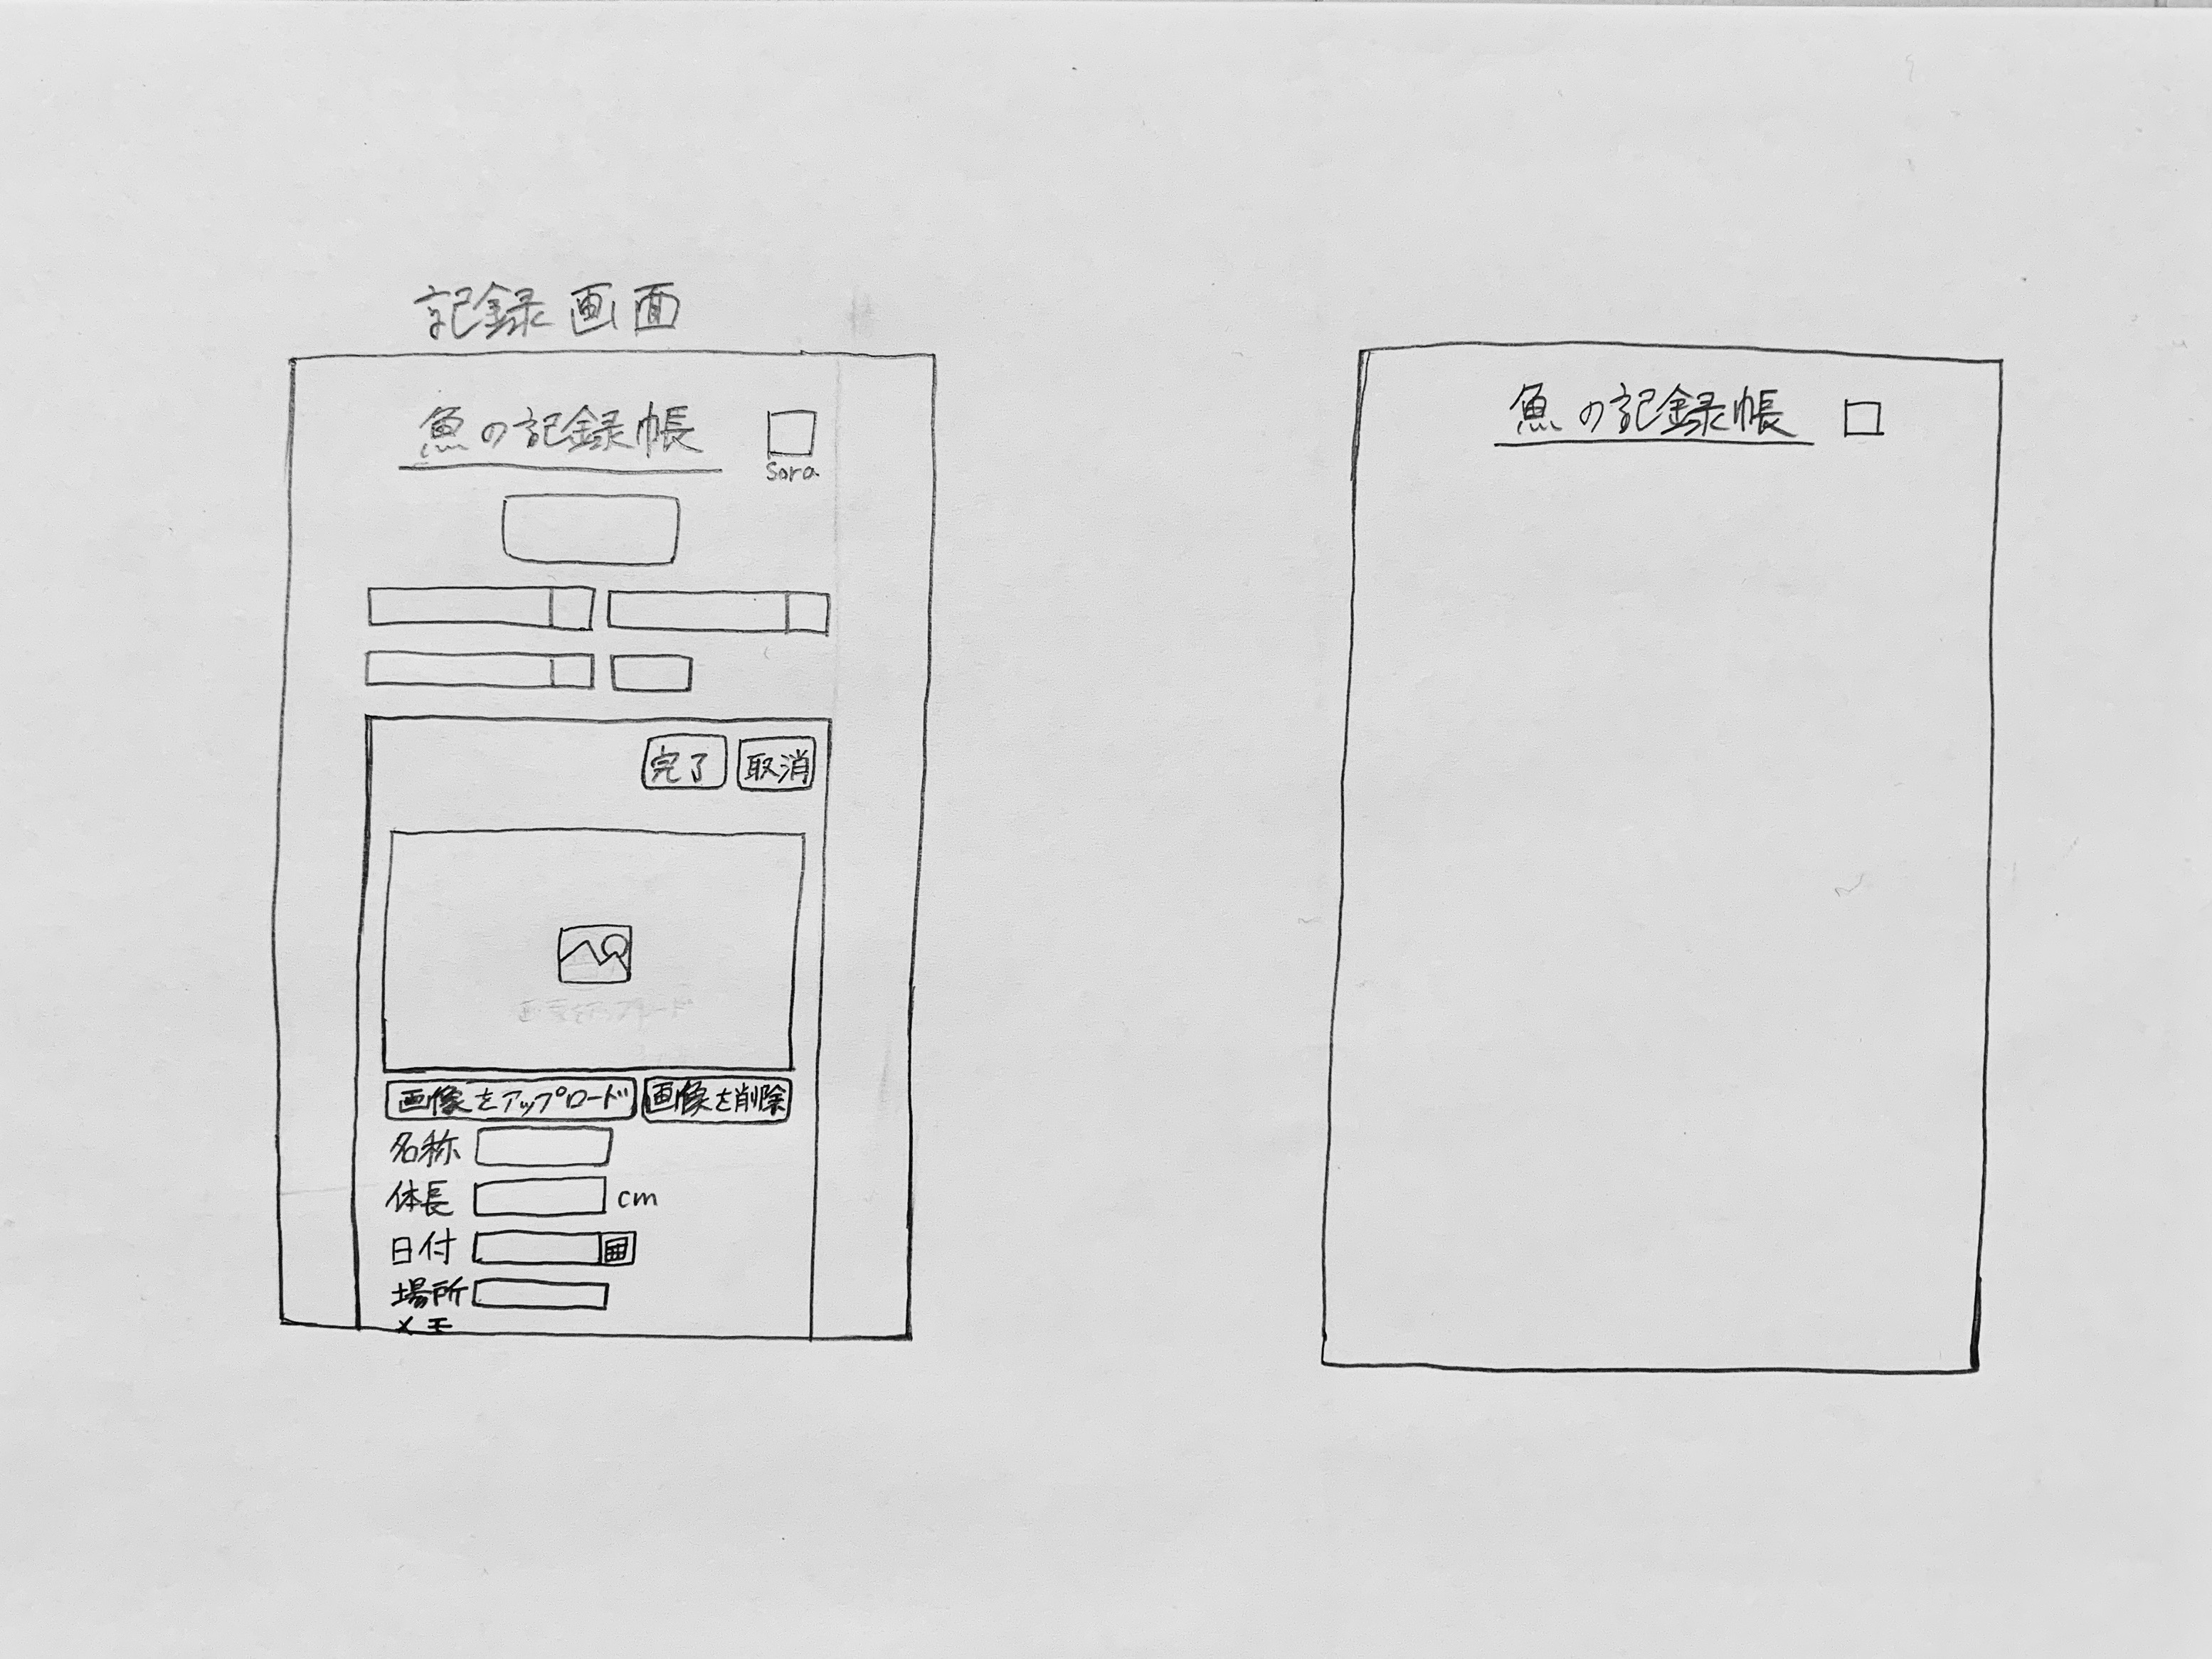 記録画面
魚の記録帳
Sora
完了 取消
画像をアップロード 画像を削除
名称
体長 cm
日付
場所
メモ
魚の記録帳